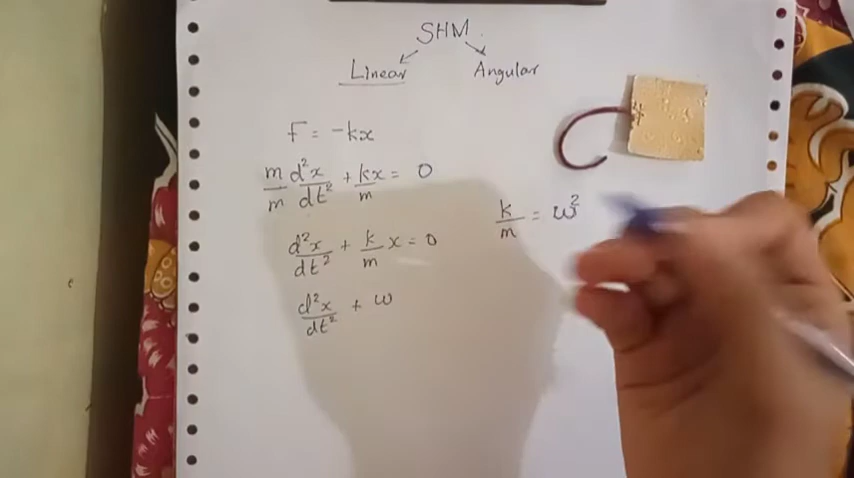 SHM
Linear Angular
F = -kx
m/m d²x/dt² + kx/m = 0
d²x/dt² + k/m x = 0
k/m = ω²
d²x/dt² + ω